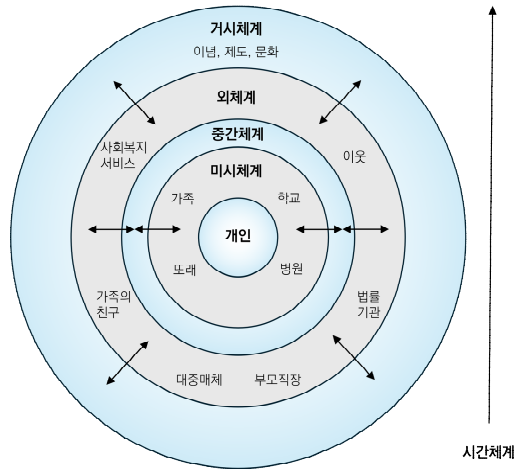 거시체계
이념, 제도, 문화
외체계
중간체계
사회복지
서비스
이웃
미시체계
가족
학교
개인
또래
병원
가족의
친구
법률
기관
대중매체
부모직장
시간체계